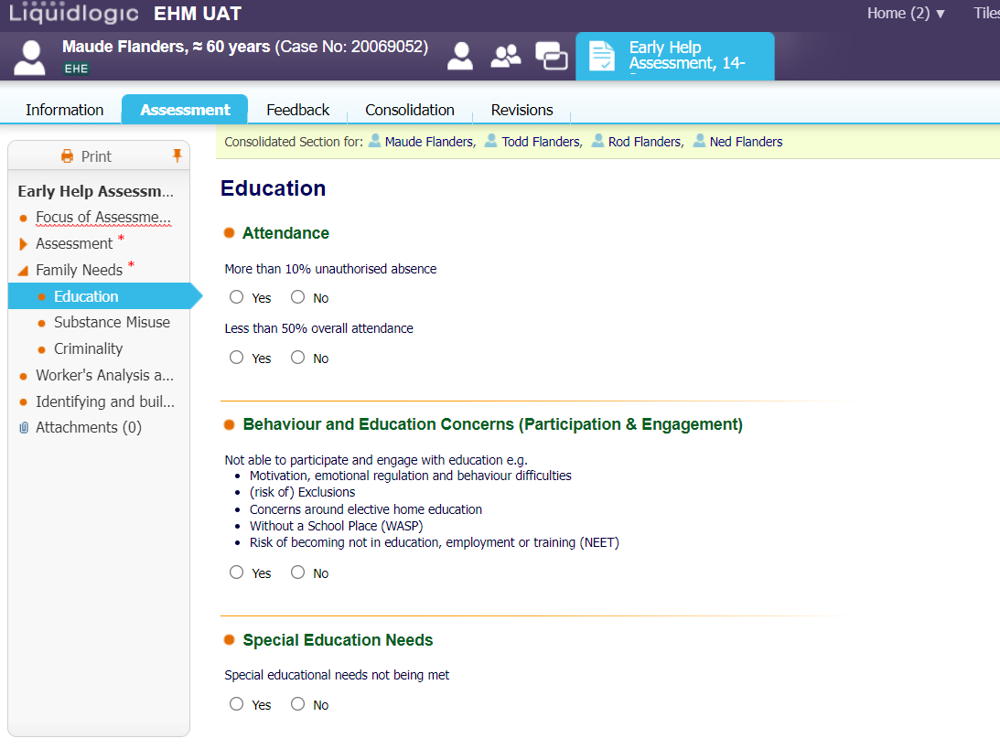 Liquidlogic EHM UAT
Home (2) ▼ Tiles
Maude Flanders, ≈ 60 years (Case No: 20069052)
EHE
Early Help
Assessment, 14-
Information Assessment Feedback Consolidation Revisions
Consolidated Section for: Maude Flanders, Todd Flanders, Rod Flanders, Ned Flanders
Print
Early Help Assessm...
Focus of Assessme...
Assessment *
Family Needs *
Education
Substance Misuse
Criminality
Worker's Analysis a...
Identifying and buil...
Attachments (0)
Education
Attendance
More than 10% unauthorised absence
Yes No
Less than 50% overall attendance
Yes No
Behaviour and Education Concerns (Participation & Engagement)
Not able to participate and engage with education e.g.
• Motivation, emotional regulation and behaviour difficulties
• (risk of) Exclusions
• Concerns around elective home education
• Without a School Place (WASP)
• Risk of becoming not in education, employment or training (NEET)
Yes No
Special Education Needs
Special educational needs not being met
Yes No